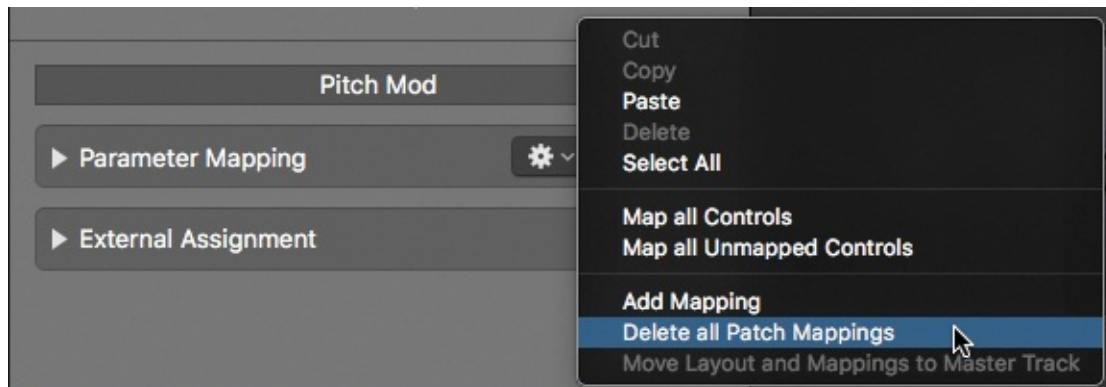 Pitch Mod
Parameter Mapping
External Assignment
Cut
Copy
Paste
Delete
Select All
Map all Controls
Map all Unmapped Controls
Add Mapping
Delete all Patch Mappings
Move Layout and Mappings to Master Track